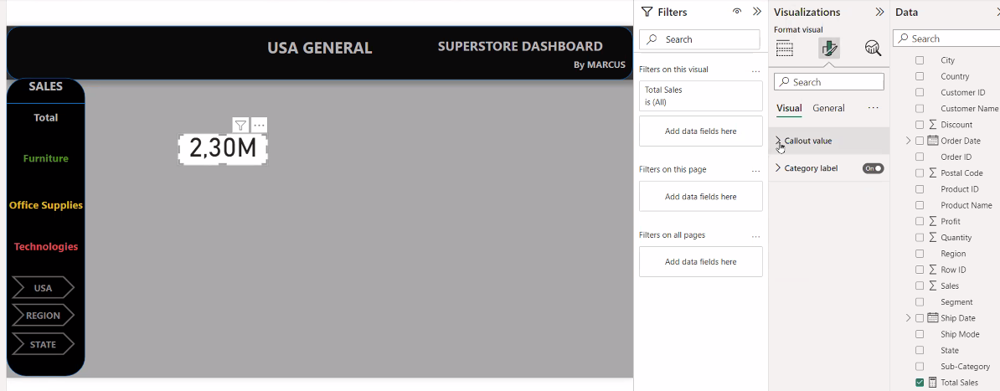 USA GENERAL
SUPERSTORE DASHBOARD
By MARCUS
SALES
Total
Furniture
Office Supplies
Technologies
USA
REGION
STATE
2,30M
Filters
Search
Filters on this visual
Total Sales
is (All)
Add data fields here
Filters on this page
Add data fields here
Filters on all pages
Add data fields here
Visualizations
Format visual
Search
Visual General
Callout value
Category label On
Data
Search
City
Country
Customer ID
Customer Name
Discount
Order Date
Order ID
Postal Code
Product ID
Product Name
Profit
Quantity
Region
Row ID
Sales
Segment
Ship Date
Ship Mode
State
Sub-Category
Total Sales